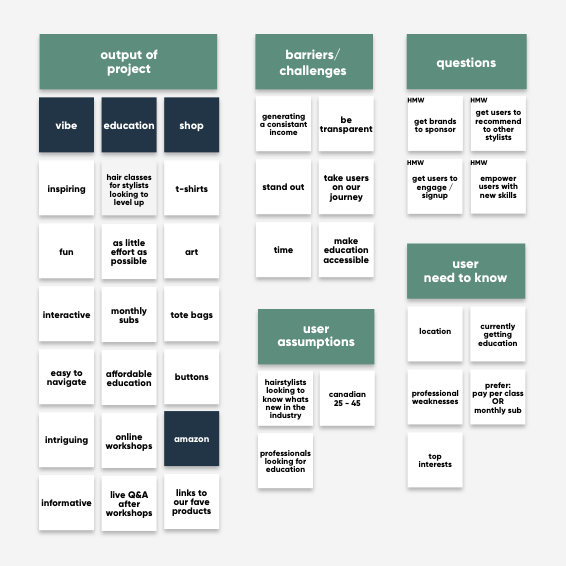 output of
project
vibe
education
shop
inspiring
hair classes
for stylists
looking to
level up
t-shirts
fun
as little
effort as
possible
art
interactive
monthly
subs
tote bags
easy to
navigate
affordable
education
buttons
intriguing
online
workshops
amazon
informative
live Q&A
after
workshops
links to
our fave
products
barriers/
challenges
generating
a consistant
income
be
transparent
stand out
take users
on our
journey
time
make
education
accessible
user
assumptions
hairstylists
looking to
know whats
new in the
industry
canadian
25 - 45
professionals
looking for
education
questions
HMW
get brands
to sponsor
HMW
get users to
recommend
to other
stylists
HMW
get users to
engage /
signup
HMW
empower
users with
new skills
user
need to know
location
currently
getting
education
professional
weaknesses
prefer:
pay per class
OR
monthly sub
top
interests